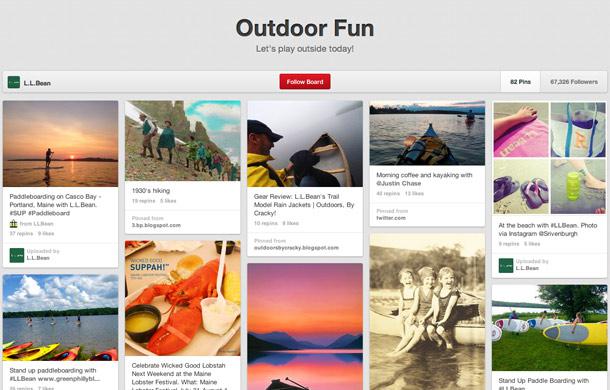 Outdoor Fun
Let's play outside today!
L.L.Bean
Follow Board
82 Pins
67,326 Followers
Paddleboarding on Casco Bay -
Portland, Maine with L.L.Bean.
#SUP #Paddleboard
from LLBean
37 repins 9 likes
Uploaded by
L.L.Bean
Stand up paddleboarding with
#LLBean www.greenphillybl...
likes
1930's hiking
19 repins 5 likes
Pinned from
3.bp.blogspot.com
WICKED GOOD
SUPPAH!"
Celebrate Wicked Good Lobstah
Next Weekend at the Maine
Lobster Festival. What: Maine
Gear Review: L.L.Bean's Trail
Model Rain Jackets | Outdoors, By
Cracky!
10 repins 9 likes
Pinned from
outdoorsbycracky.blogspot.com
Morning coffee and kayaking with
@Justin Chase
40 repins 13 likes
Pinned from
twitter.com
At the beach with #LLBean. Photo
via Instagram @Srivenburgh
9 repins 5 likes
Uploaded by
L.L.Bean
Stand Up Paddle Boarding with